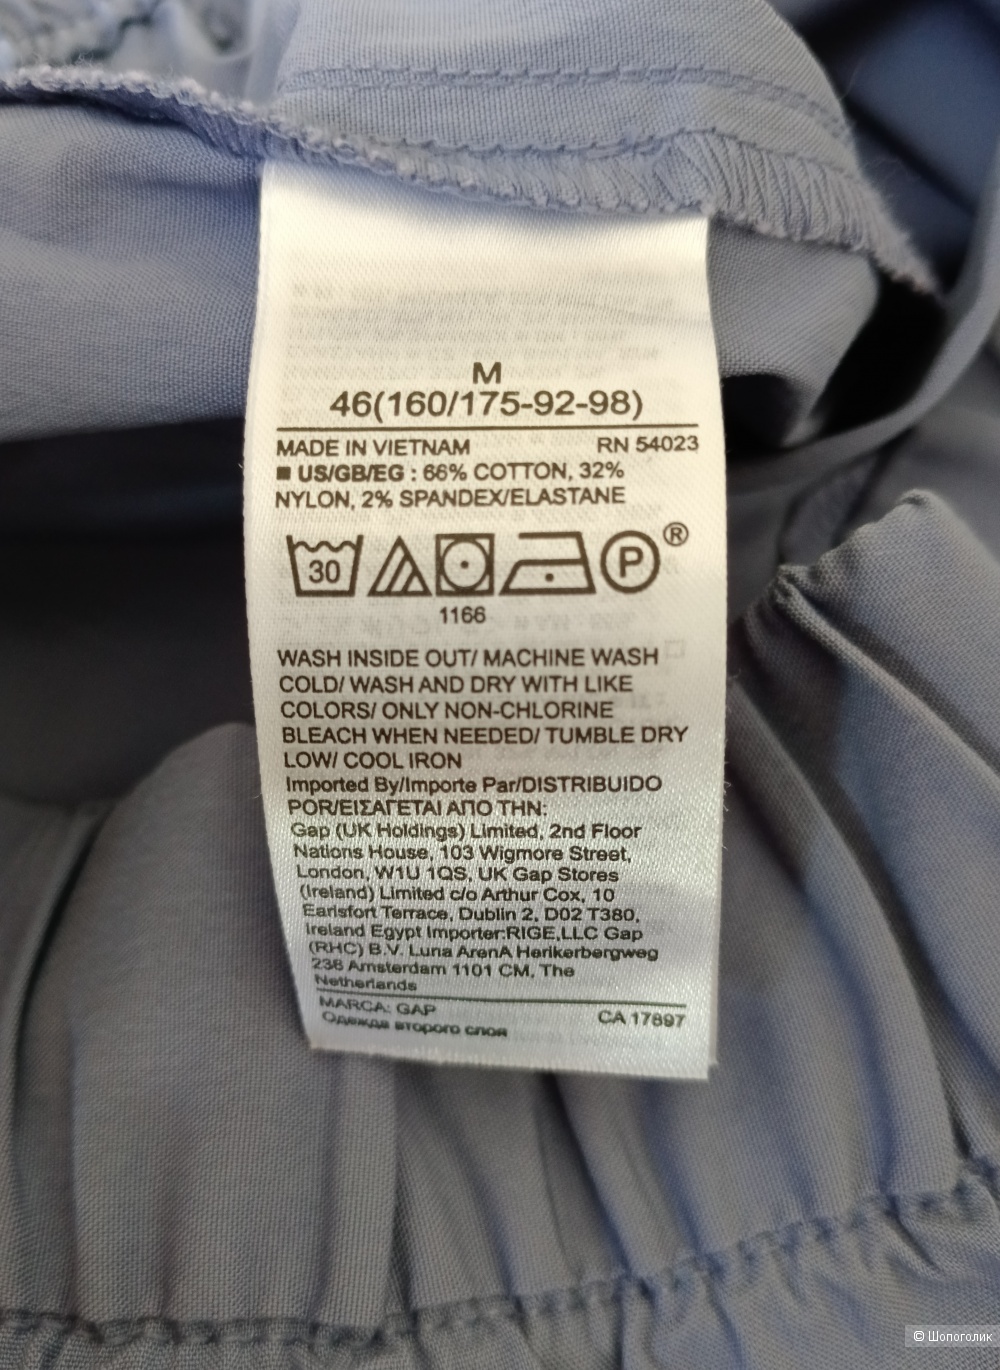 M
46(160/175-92-98)
MADE IN VIETNAM RN 54023
■ US/GB/EG : 66% COTTON, 32%
NYLON, 2% SPANDEX/ELASTANE
30 P ®
1166
WASH INSIDE OUT/ MACHINE WASH
COLD/ WASH AND DRY WITH LIKE
COLORS/ ONLY NON-CHLORINE
BLEACH WHEN NEEDED/ TUMBLE DRY
LOW/ COOL IRON
Imported By/Importe Par/DISTRIBUIDO
POR/ΕΙΣΑΓΕΤΑΙ ΑΠΟ ΤΗΝ:
Gap (UK Holdings) Limited, 2nd Floor
Nations House, 103 Wigmore Street,
London, W1U 1QS, UK Gap Stores
(Ireland) Limited c/o Arthur Cox, 10
Earlsfort Terrace, Dublin 2, D02 T380,
Ireland Egypt Importer:RIGE,LLC Gap
(RHC) B.V. Luna ArenA Herikerbergweg
238 Amsterdam 1101 CM, The
Netherlands
MARCA: GAP CA 17897
Одежда второго слоя
© Шопоголик